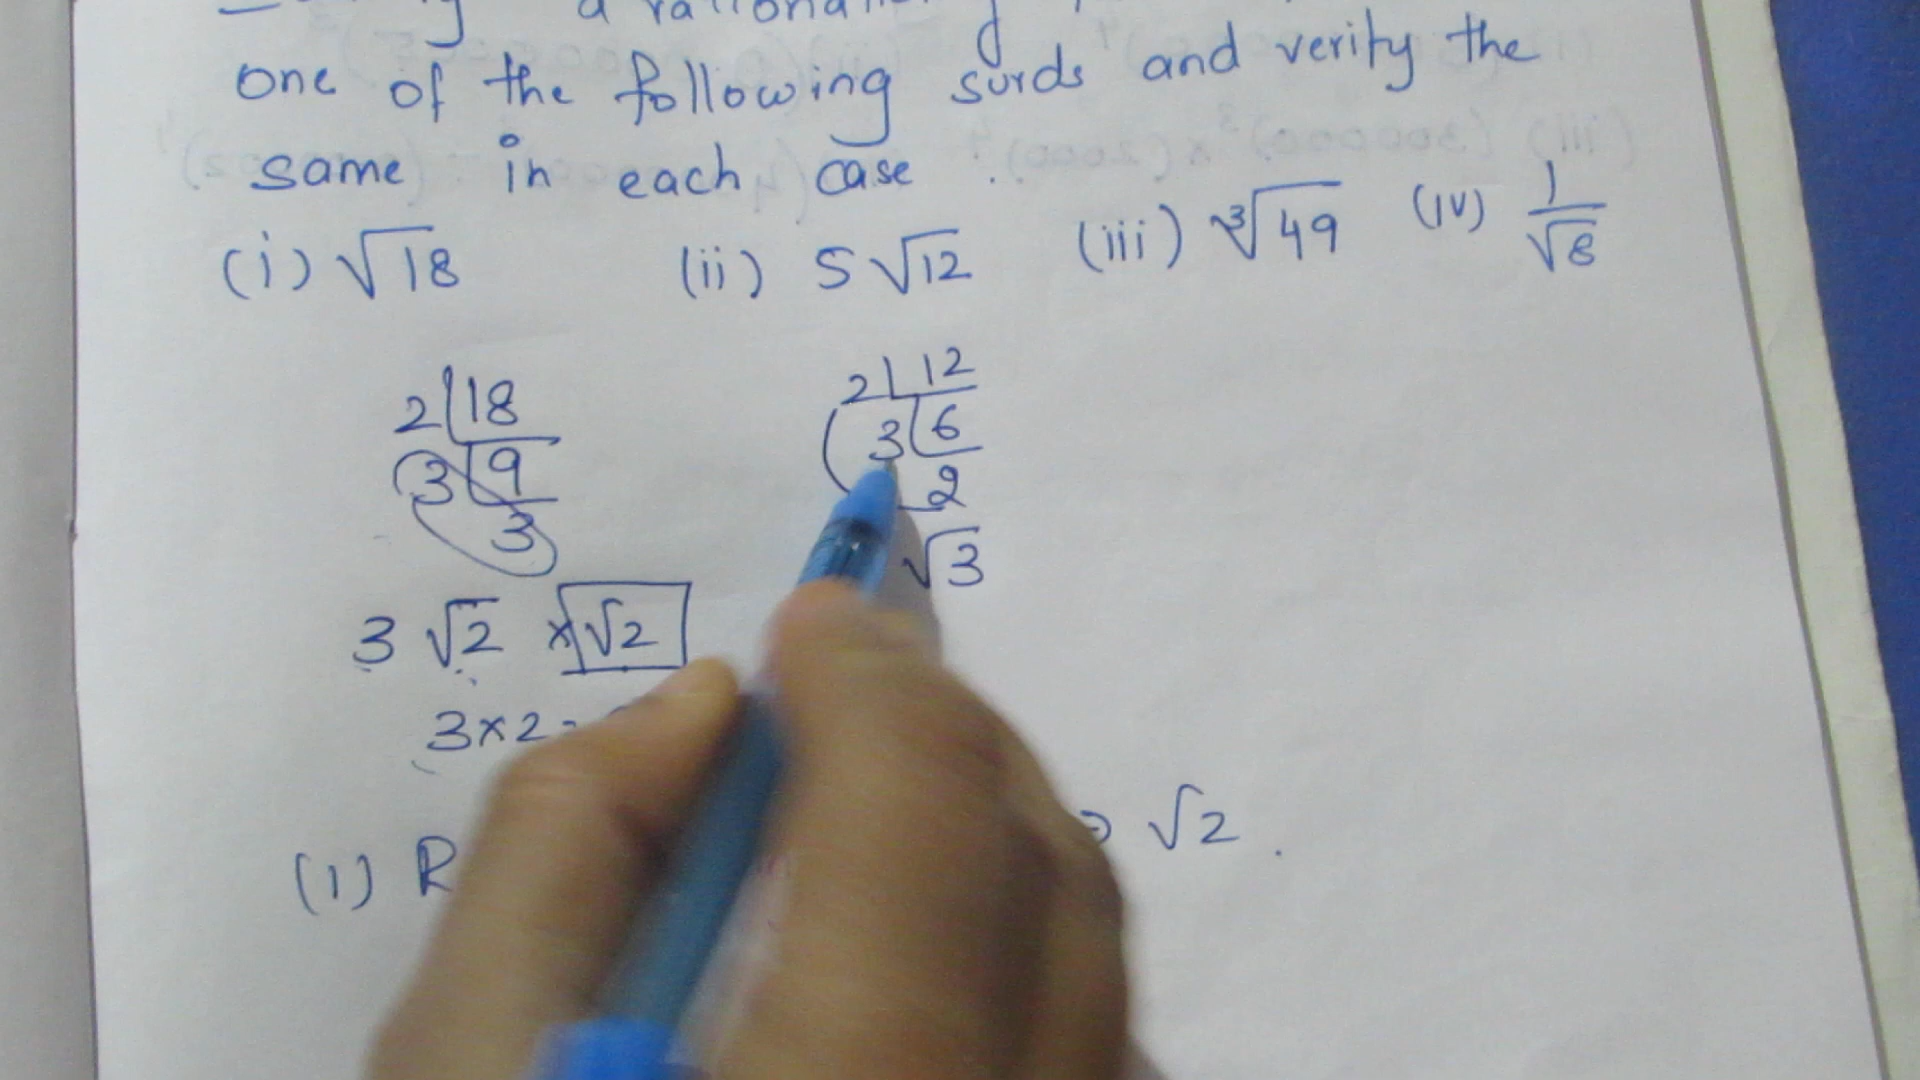 a rational
one of the following surds and verify the
same in each case.
(i) √18 (ii) 5√12 (iii) ∛49 (iv) 1/√8
2 18 2 12
3 9 3 6
3 2
√3
3 √2 × √2
3×2=
(1) R √2.